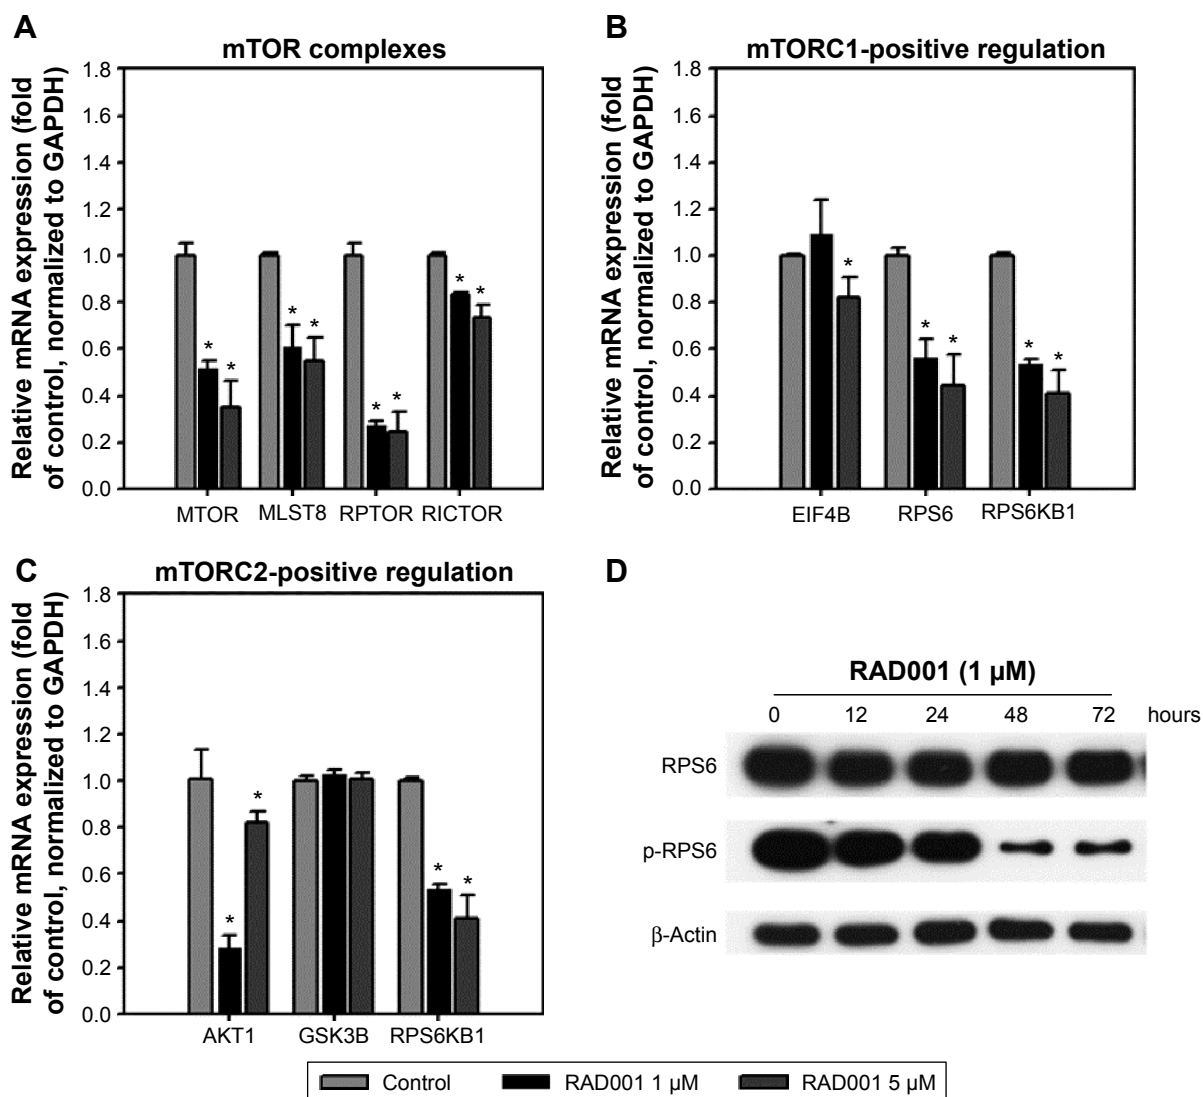 A
mTOR complexes
Relative mRNA expression (fold
of control, normalized to GAPDH)
1.8
1.6
1.4
1.2
1.0
0.8
0.6
0.4
0.2
0.0
* * * * * * * *
MTOR MLST8 RPTOR RICTOR
B
mTORC1-positive regulation
Relative mRNA expression (fold
of control, normalized to GAPDH)
1.8
1.6
1.4
1.2
1.0
0.8
0.6
0.4
0.2
0.0
* * * * *
EIF4B RPS6 RPS6KB1
C
mTORC2-positive regulation
Relative mRNA expression (fold
of control, normalized to GAPDH)
1.8
1.6
1.4
1.2
1.0
0.8
0.6
0.4
0.2
0.0
* * * *
AKT1 GSK3B RPS6KB1
D
RAD001 (1 µM)
0 12 24 48 72 hours
RPS6
p-RPS6
β-Actin
Control RAD001 1 µM RAD001 5 µM